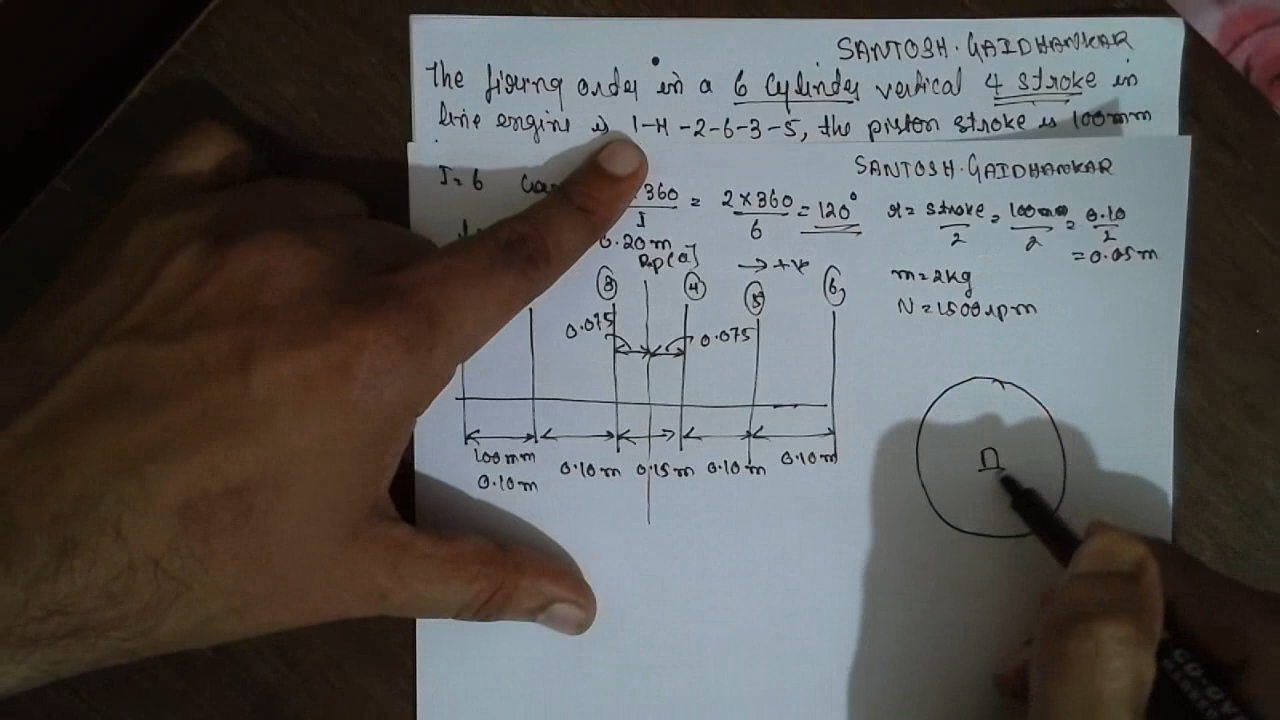 SANTOSH.GAIDHANKAR
The firing order in a 6 Cylinder vertical 4 stroke in
line engine is 1-4-2-6-3-5, the piston stroke is 100mm
SANTOSH.GAIDHANKAR
I=6
360/I = 2×360/6 = 120°
r = stroke/2 = 100mm/2 = 0.10/2
= 0.05m
0.20m
Rp(a) → +ve
m=2kg
N=1500rpm
3 4 5 6
0.075 0.075
100mm 0.10m 0.15m 0.10m 0.10m
0.10m